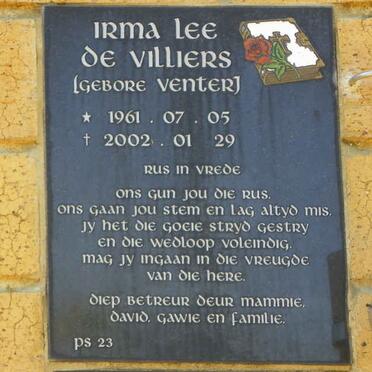 Irma Lee
de Villiers
[gebore Venter]
★ 1961 . 07 . 05
† 2002 . 01 . 29
Rus in vrede
Ons gun jou die rus,
ons gaan jou stem en lag altyd mis.
Jy het die goeie stryd gestry
en die wedloop voleindig,
mag jy ingaan in die vreugde
van die Here.
Diep betreur deur Mammie,
David, Gawie en familie.
Ps 23